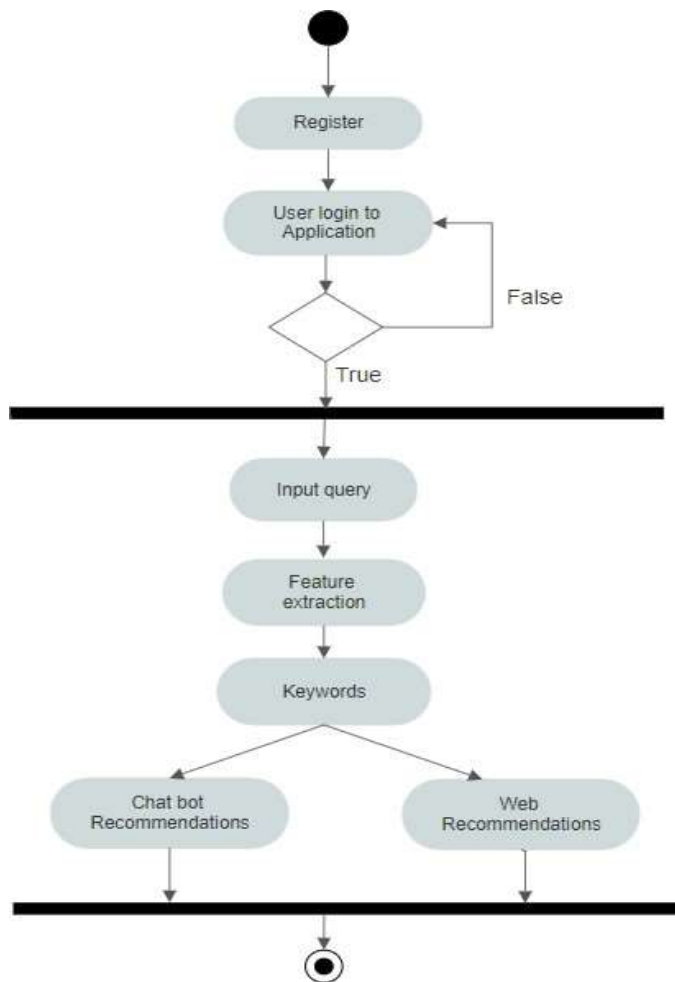 Register
User login to
Application
False
True
Input query
Feature
extraction
Keywords
Chat bot
Recommendations
Web
Recommendations